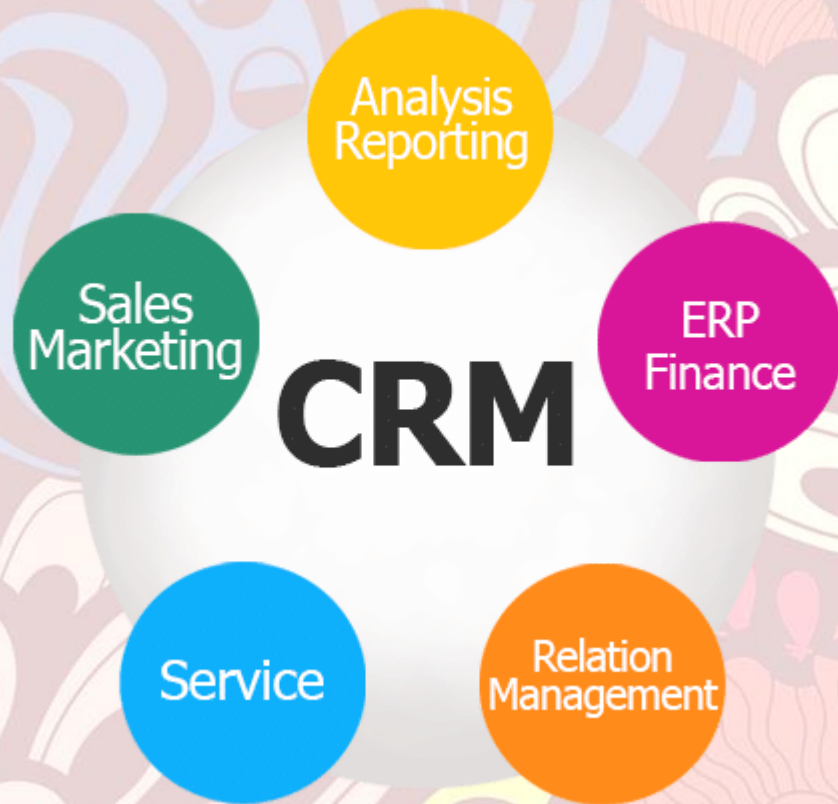 Analysis
Reporting
Sales
Marketing
ERP
Finance
CRM
Service
Relation
Management